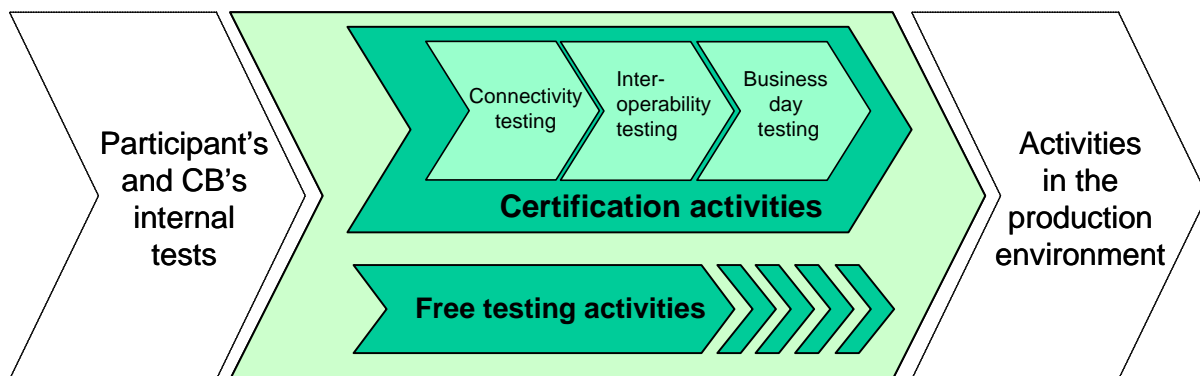 Participant's
and CB's
internal
tests
Connectivity
testing
Inter-
operability
testing
Business
day
testing
Certification activities
Free testing activities
Activities
in the
production
environment